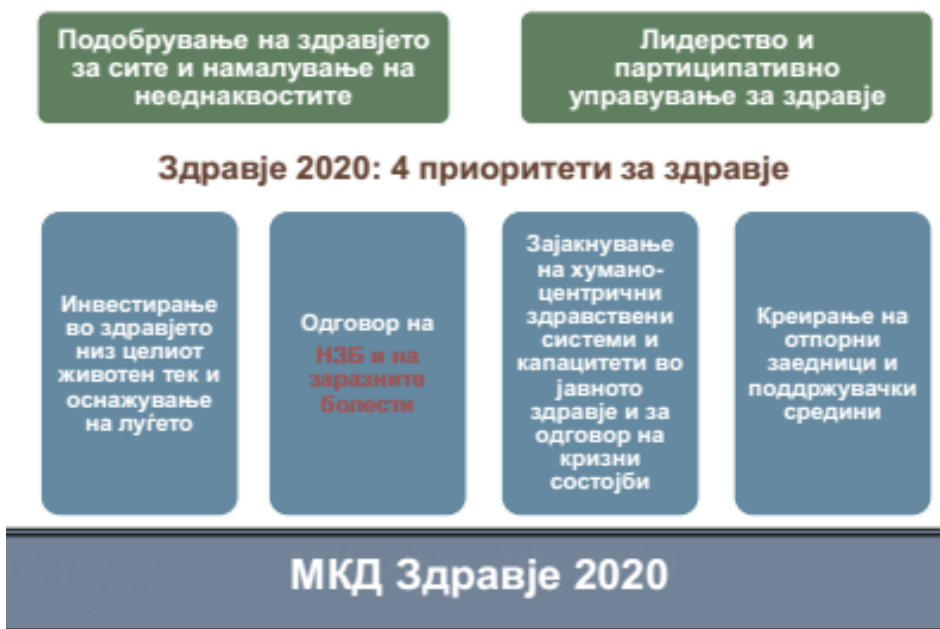 Подобрување на здравјето
за сите и намалување на
нееднаквостите
Лидерство и
партиципативно
управување за здравје
Здравје 2020: 4 приоритети за здравје
Инвестирање
во здравјето
низ целиот
животен тек и
оснажување
на луѓето
Одговор на
НЗБ и на
заразните
болести
Зајакнување
на хумано-
центрични
здравствени
системи и
капацитети во
јавното
здравје и за
одговор на
кризни
состојби
Креирање на
отпорни
заедници и
поддржувачки
средини
МКД Здравје 2020